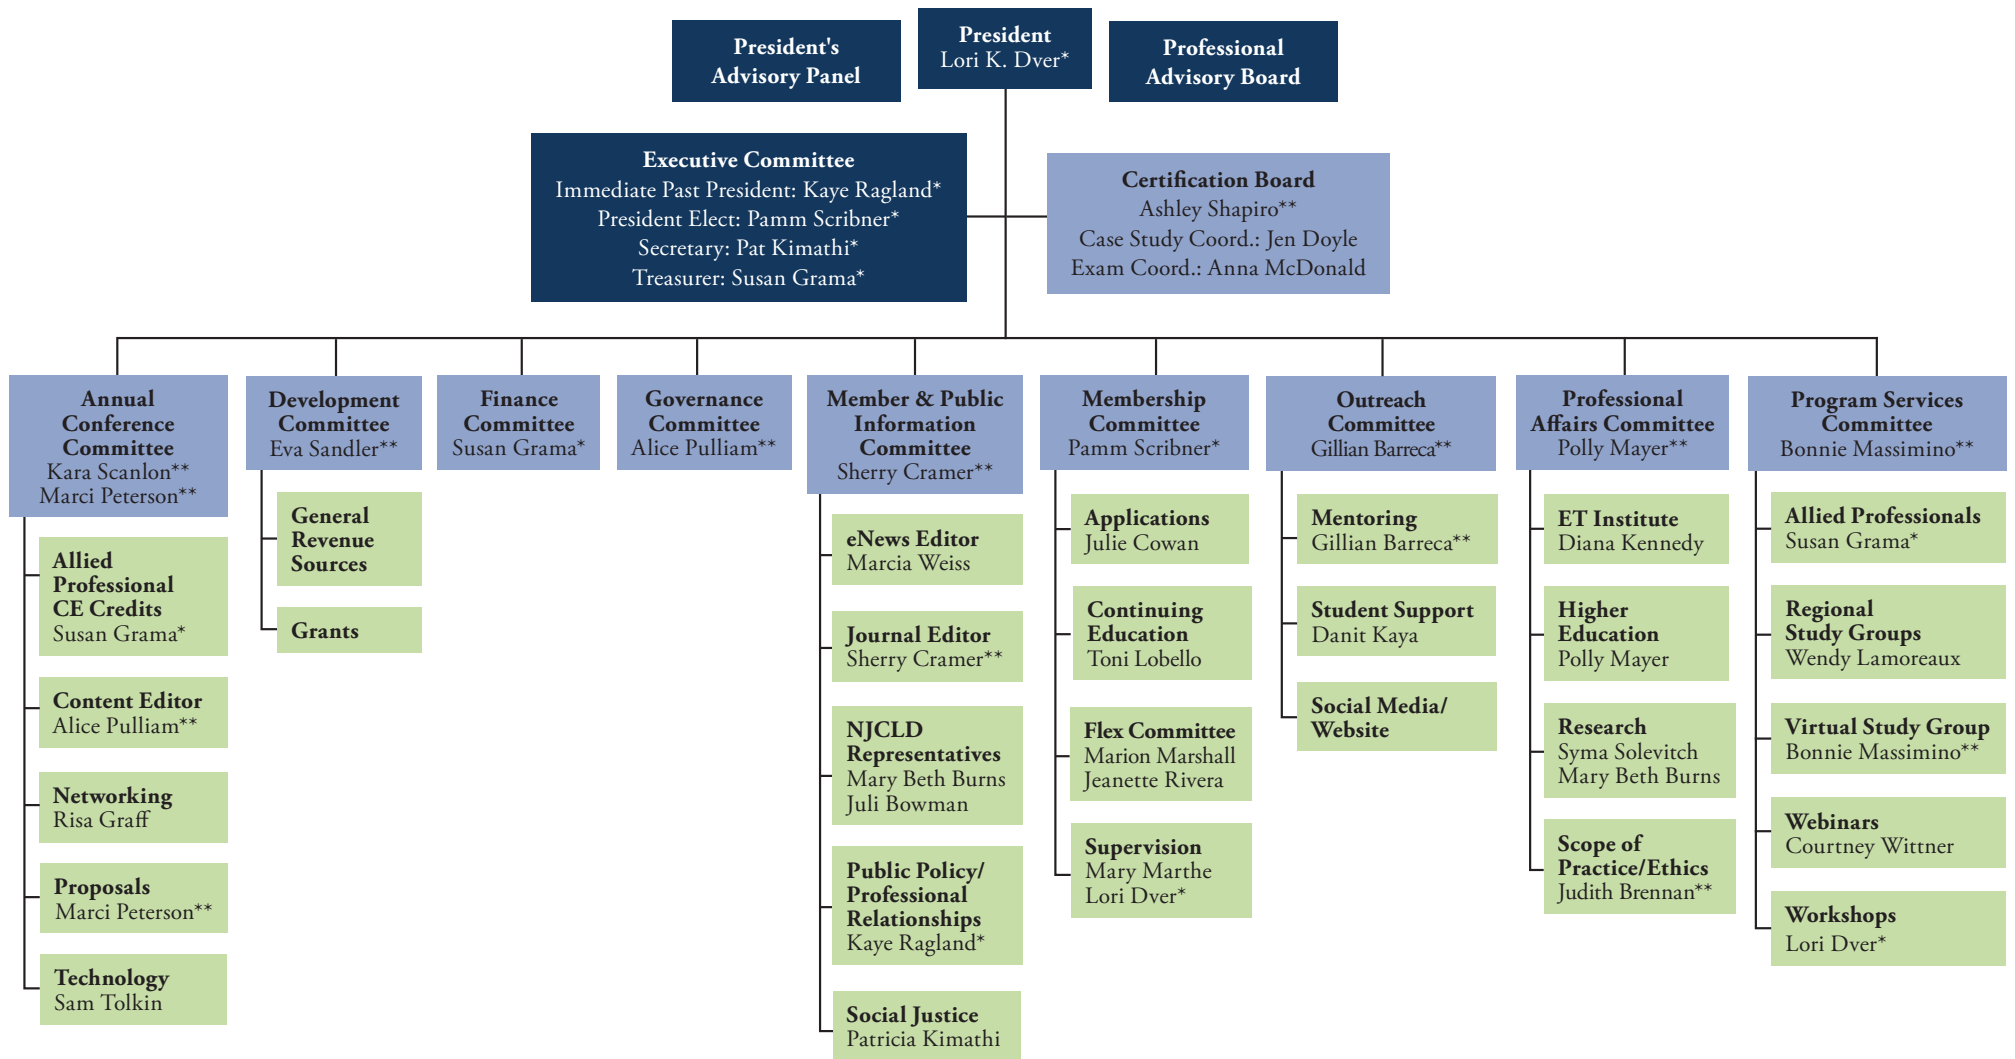 President's
Advisory Panel
President
Lori K. Dver*
Professional
Advisory Board
Executive Committee
Immediate Past President: Kaye Ragland*
President Elect: Pamm Scribner*
Secretary: Pat Kimathi*
Treasurer: Susan Grama*
Certification Board
Ashley Shapiro**
Case Study Coord.: Jen Doyle
Exam Coord.: Anna McDonald
Annual
Conference
Committee
Kara Scanlon**
Marci Peterson**
Allied
Professional
CE Credits
Susan Grama*
Content Editor
Alice Pulliam**
Networking
Risa Graff
Proposals
Marci Peterson**
Technology
Sam Tolkin
Development
Committee
Eva Sandler**
General
Revenue
Sources
Grants
Finance
Committee
Susan Grama*
Governance
Committee
Alice Pulliam**
Member & Public
Information
Committee
Sherry Cramer**
eNews Editor
Marcia Weiss
Journal Editor
Sherry Cramer**
NJCLD
Representatives
Mary Beth Burns
Juli Bowman
Public Policy/
Professional
Relationships
Kaye Ragland*
Social Justice
Patricia Kimathi
Membership
Committee
Pamm Scribner*
Applications
Julie Cowan
Continuing
Education
Toni Lobello
Flex Committee
Marion Marshall
Jeanette Rivera
Supervision
Mary Marthe
Lori Dver*
Outreach
Committee
Gillian Barreca**
Mentoring
Gillian Barreca**
Student Support
Danit Kaya
Social Media/
Website
Professional
Affairs Committee
Polly Mayer**
ET Institute
Diana Kennedy
Higher
Education
Polly Mayer
Research
Syma Solevitch
Mary Beth Burns
Scope of
Practice/Ethics
Judith Brennan**
Program Services
Committee
Bonnie Massimino**
Allied Professionals
Susan Grama*
Regional
Study Groups
Wendy Lamoreaux
Virtual Study Group
Bonnie Massimino**
Webinars
Courtney Wittner
Workshops
Lori Dver*